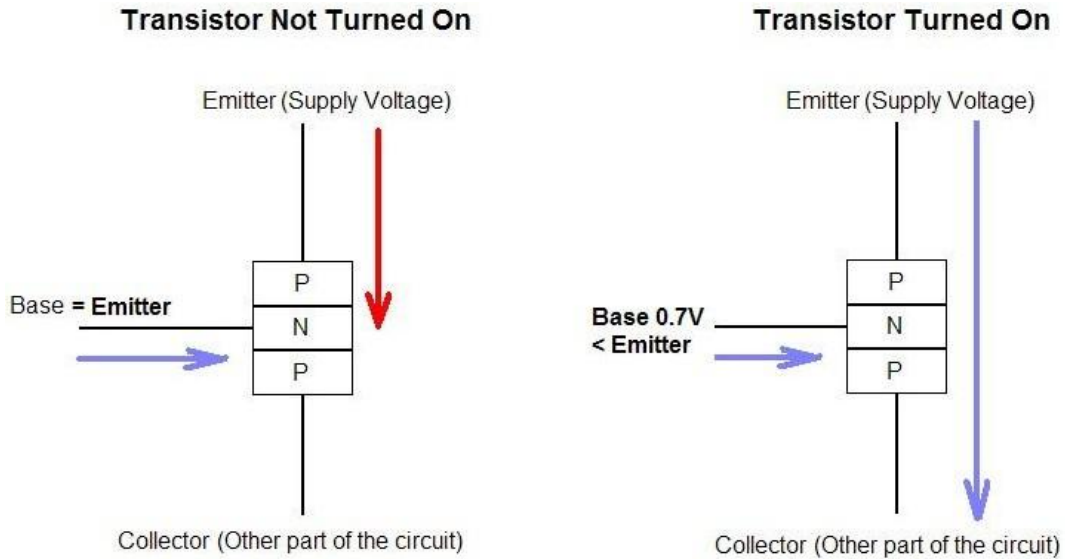 Transistor Not Turned On
Emitter (Supply Voltage)
P
Base = Emitter
N
P
Collector (Other part of the circuit)
Transistor Turned On
Emitter (Supply Voltage)
P
Base 0.7V
< Emitter
N
P
Collector (Other part of the circuit)